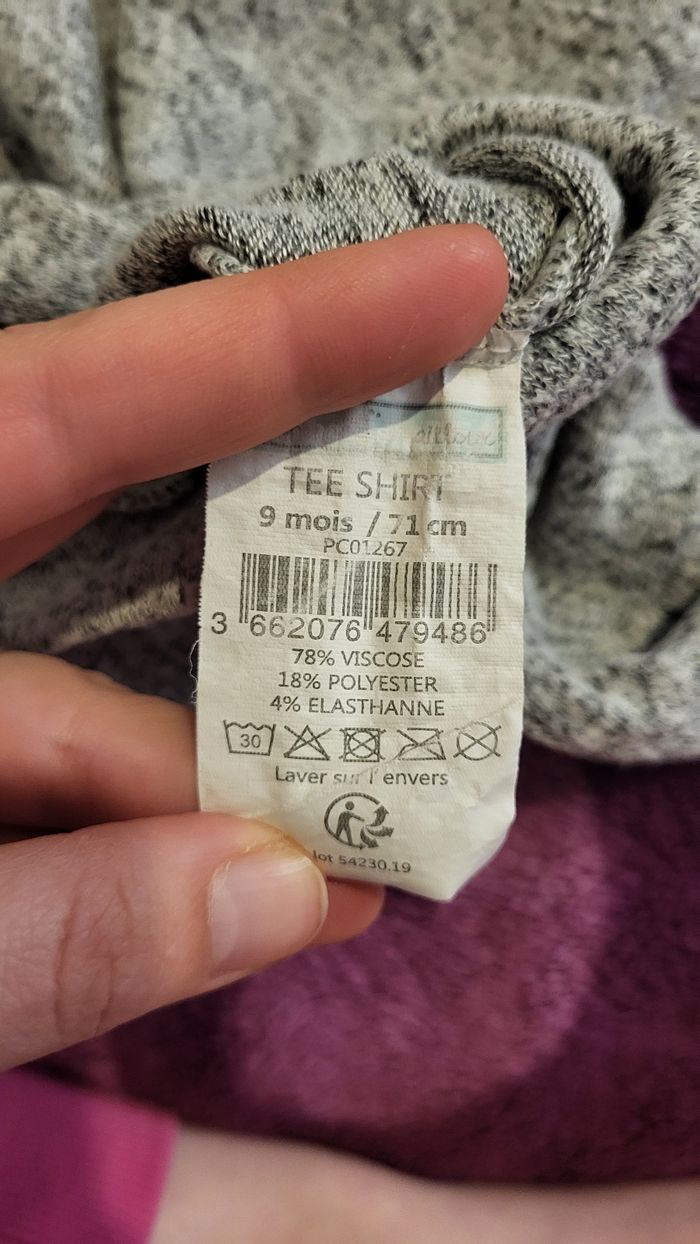 TEE SHIRT
9 mois / 71 cm
PC01267
3 662076 479486
78% VISCOSE
18% POLYESTER
4% ELASTHANNE
30
Laver sur l'envers
lot 54230.19